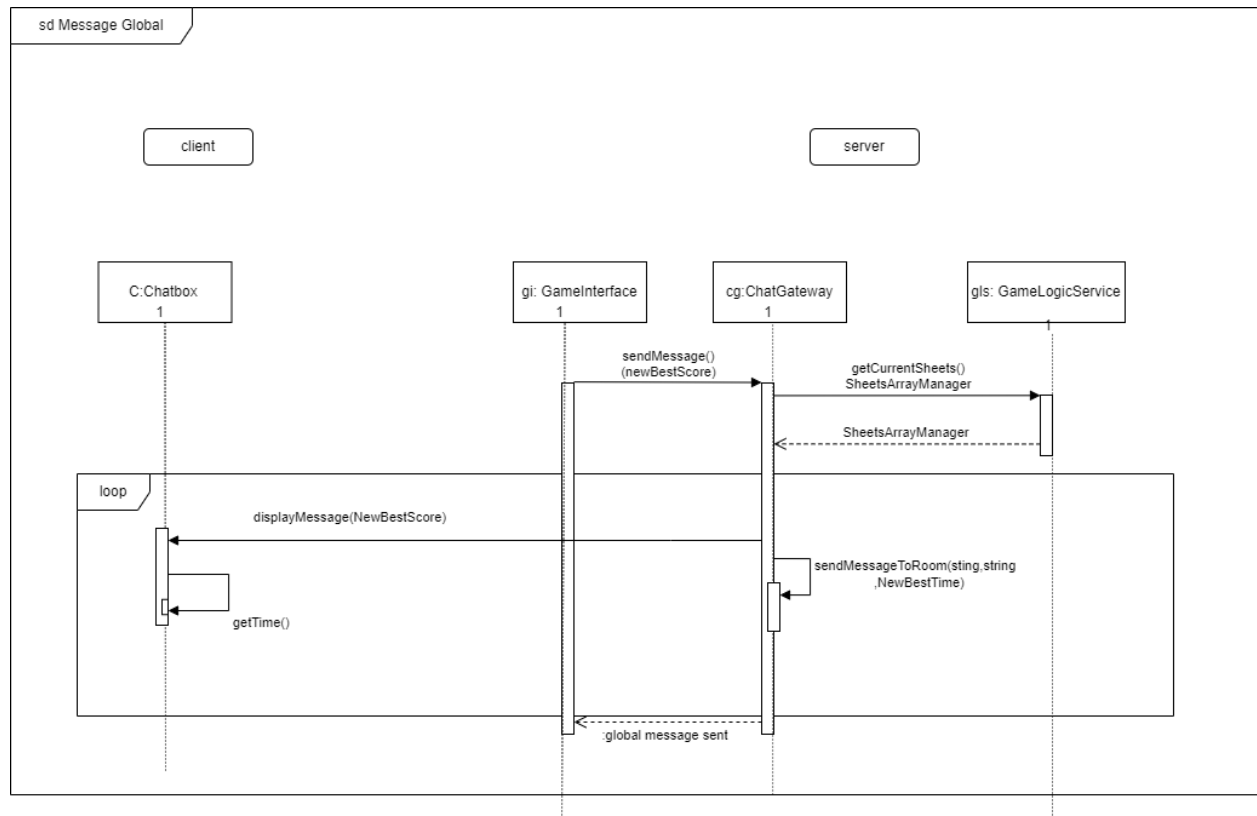 sd Message Global
client
server
C:Chatbox
1
gi: GameInterface
1
cg:ChatGateway
1
gls: GameLogicService
1
sendMessage()
(newBestScore)
getCurrentSheets()
SheetsArrayManager
SheetsArrayManager
loop
displayMessage(NewBestScore)
sendMessageToRoom(sting,string
,NewBestTime)
getTime()
:global message sent